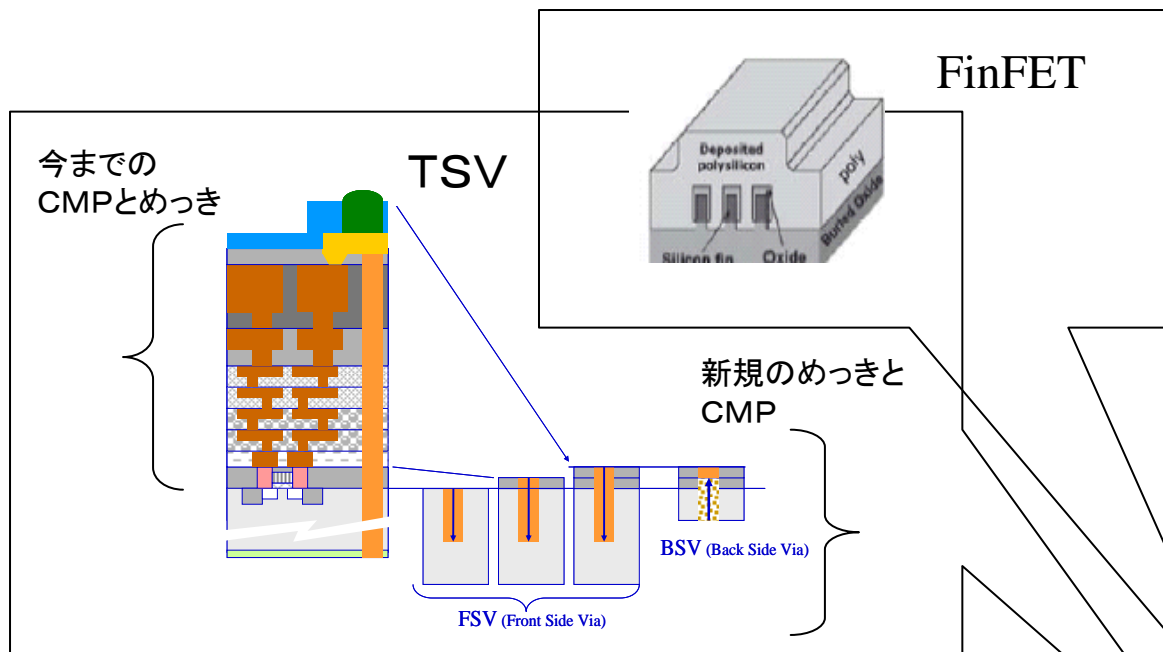 FinFET
今までの
CMPとめっき
TSV
Deposited
polysilicon
poly
Buried Oxide
Silicon fin
Oxide
新規のめっきと
CMP
BSV (Back Side Via)
FSV (Front Side Via)